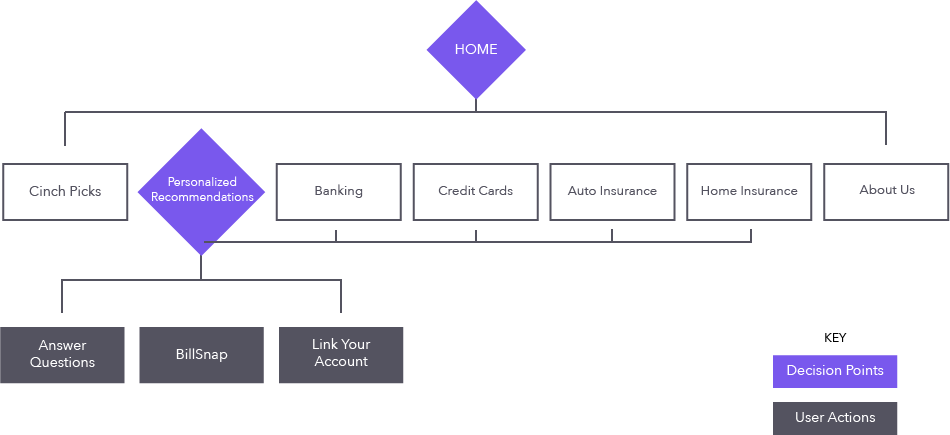 HOME
Cinch Picks
Personalized
Recommendations
Banking
Credit Cards
Auto Insurance
Home Insurance
About Us
Answer
Questions
BillSnap
Link Your
Account
KEY
Decision Points
User Actions